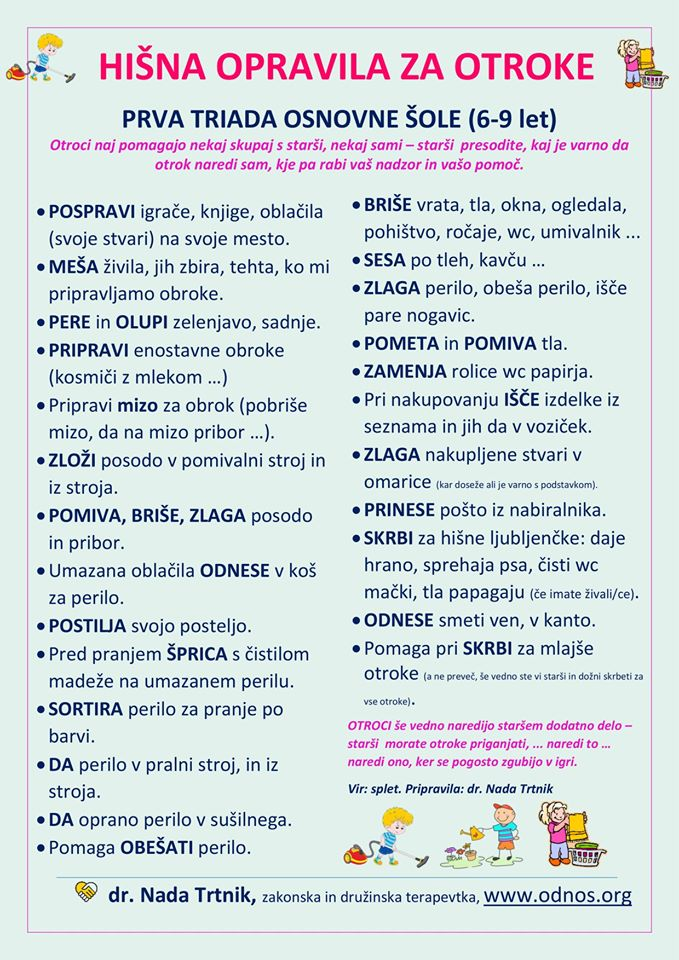 HIŠNA OPRAVILA ZA OTROKE
PRVA TRIADA OSNOVNE ŠOLE (6-9 let)
Otroci naj pomagajo nekaj skupaj s starši, nekaj sami – starši presodite, kaj je varno da
otrok naredi sam, kje pa rabi vaš nadzor in vašo pomoč.
• POSPRAVI igrače, knjige, oblačila
(svoje stvari) na svoje mesto.
• MEŠA živila, jih zbira, tehta, ko mi
pripravljamo obroke.
• PERE in OLUPI zelenjavo, sadnje.
• PRIPRAVI enostavne obroke
(kosmiči z mlekom …)
• Pripravi mizo za obrok (pobriše
mizo, da na mizo pribor …).
• ZLOŽI posodo v pomivalni stroj in
iz stroja.
• POMIVA, BRIŠE, ZLAGA posodo
in pribor.
• Umazana oblačila ODNESE v koš
za perilo.
• POSTILJA svojo posteljo.
• Pred pranjem ŠPRICA s čistilom
madeže na umazanem perilu.
• SORTIRA perilo za pranje po
barvi.
• DA perilo v pralni stroj, in iz
stroja.
• DA oprano perilo v sušilnega.
• Pomaga OBEŠATI perilo.
• BRIŠE vrata, tla, okna, ogledala,
pohištvo, ročaje, wc, umivalnik ...
• SESA po tleh, kavču …
• ZLAGA perilo, obeša perilo, išče
pare nogavic.
• POMETA in POMIVA tla.
• ZAMENJA rolice wc papirja.
• Pri nakupovanju IŠČE izdelke iz
seznama in jih da v voziček.
• ZLAGA nakupljene stvari v
omarice (kar doseže ali je varno s podstavkom).
• PRINESE pošto iz nabiralnika.
• SKRBI za hišne ljubljenčke: daje
hrano, sprehaja psa, čisti wc
mački, tla papagaju (če imate živali/ce).
• ODNESE smeti ven, v kanto.
• Pomaga pri SKRBI za mlajše
otroke (a ne preveč, še vedno ste vi starši in dožni skrbeti za
vse otroke).
OTROCI še vedno naredijo staršem dodatno delo –
starši morate otroke priganjati, ... naredi to …
naredi ono, ker se pogosto zgubijo v igri.
Vir: splet. Pripravila: dr. Nada Trtnik
dr. Nada Trtnik, zakonska in družinska terapevtka, www.odnos.org